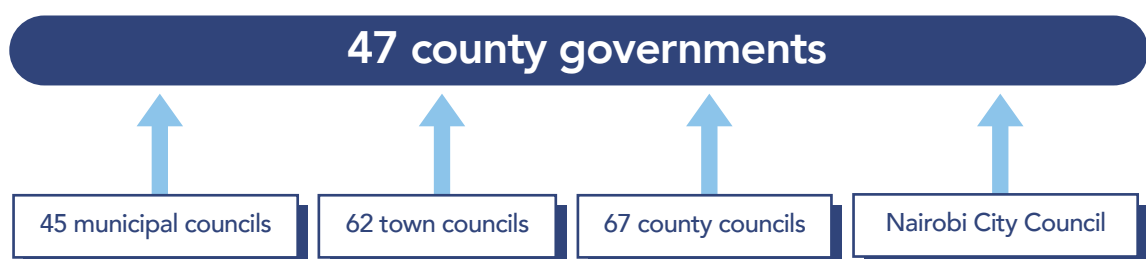 47 county governments
45 municipal councils
62 town councils
67 county councils
Nairobi City Council